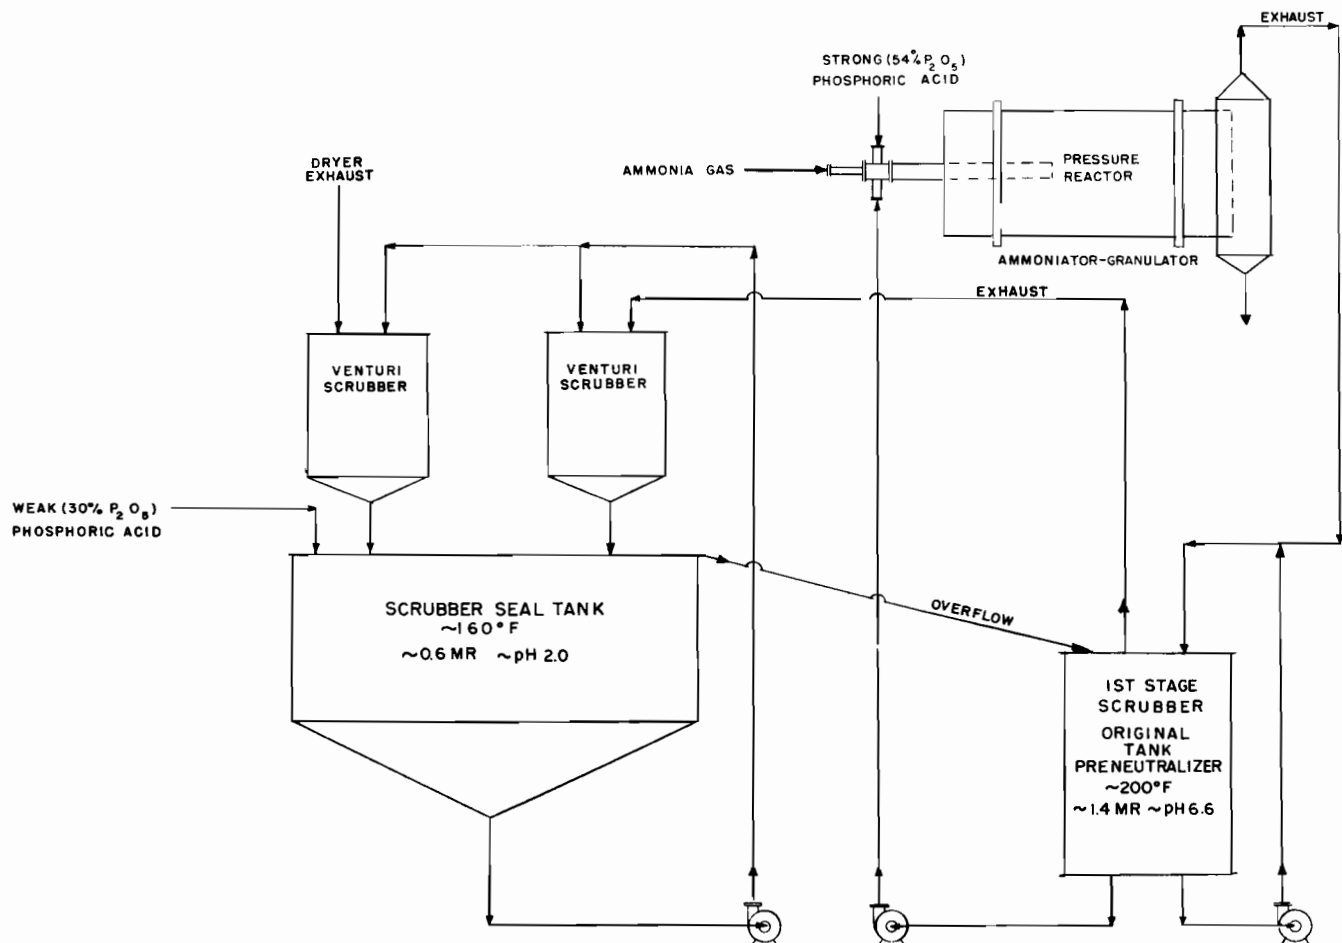 EXHAUST
STRONG (54% P2O5)
PHOSPHORIC ACID
DRYER
EXHAUST
AMMONIA GAS
PRESSURE
REACTOR
AMMONIATOR-GRANULATOR
EXHAUST
VENTURI
SCRUBBER
VENTURI
SCRUBBER
WEAK (30% P2O5)
PHOSPHORIC ACID
SCRUBBER SEAL TANK
~160°F
~0.6 MR ~pH 2.0
OVERFLOW
1ST STAGE
SCRUBBER
ORIGINAL
TANK
PRENEUTRALIZER
~200°F
~1.4 MR ~pH 6.6